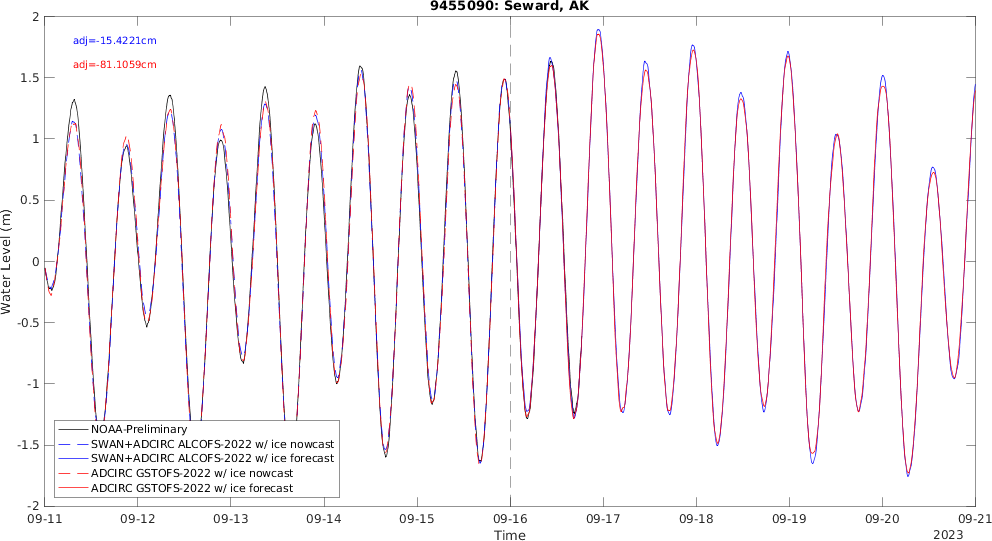 9455090: Seward, AK
adj=-15.4221cm
adj=-81.1059cm
Water Level (m)
2
1.5
1
0.5
0
-0.5
-1
-1.5
-2
NOAA-Preliminary
SWAN+ADCIRC ALCOFS-2022 w/ ice nowcast
SWAN+ADCIRC ALCOFS-2022 w/ ice forecast
ADCIRC GSTOFS-2022 w/ ice nowcast
ADCIRC GSTOFS-2022 w/ ice forecast
09-11 09-12 09-13 09-14 09-15 09-16 09-17 09-18 09-19 09-20 09-21
Time
2023